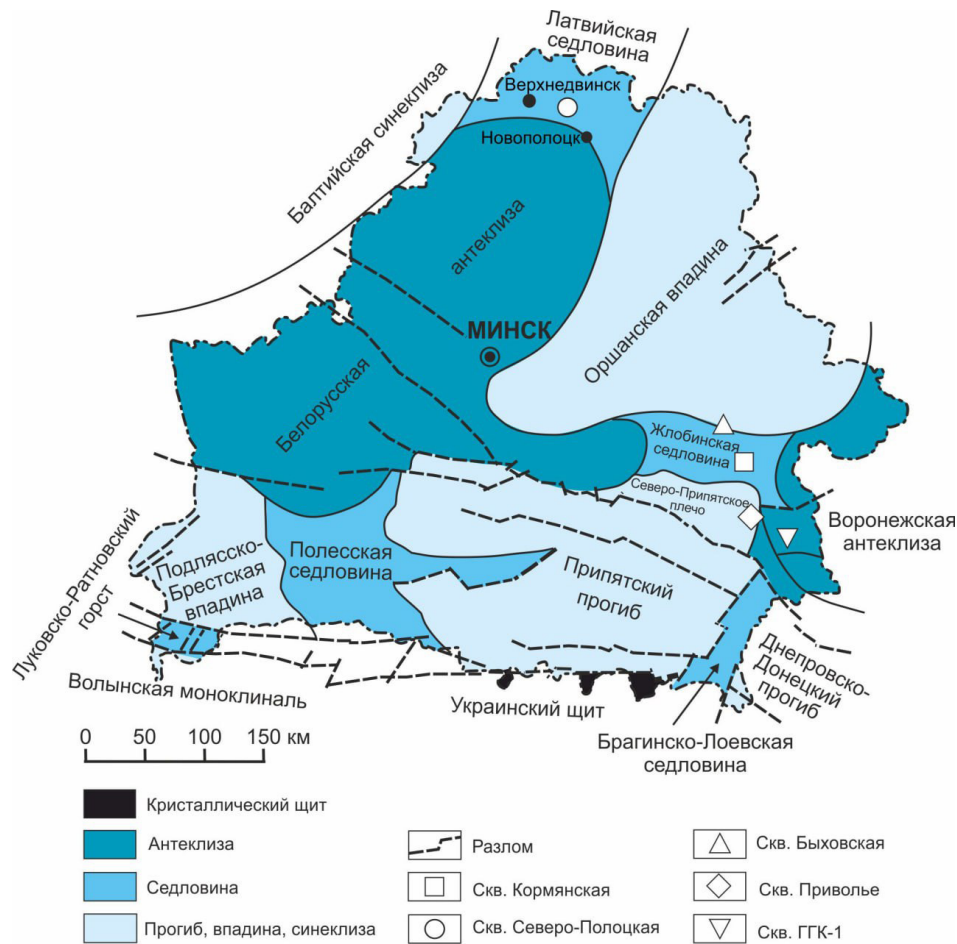 Латвийская
седловина
Верхнедвинск
Новополоцк
Балтийская синеклиза
антеклиза
Оршанская впадина
МИНСК
Белорусская
Жлобинская
седловина
Северо-Припятское
плечо
Воронежская
антеклиза
Полесская
седловина
Припятский
прогиб
Подлясско-
Брестская
впадина
Луковско-Ратновский
горст
Волынская моноклиналь
Украинский щит
Днепровско-
Донецкий
прогиб
Брагинско-Лоевская
седловина
0 50 100 150 км
Кристаллический щит
Антеклиза
Седловина
Прогиб, впадина, синеклиза
Разлом
Скв. Кормянская
Скв. Северо-Полоцкая
Скв. Быховская
Скв. Приволье
Скв. ГГК-1